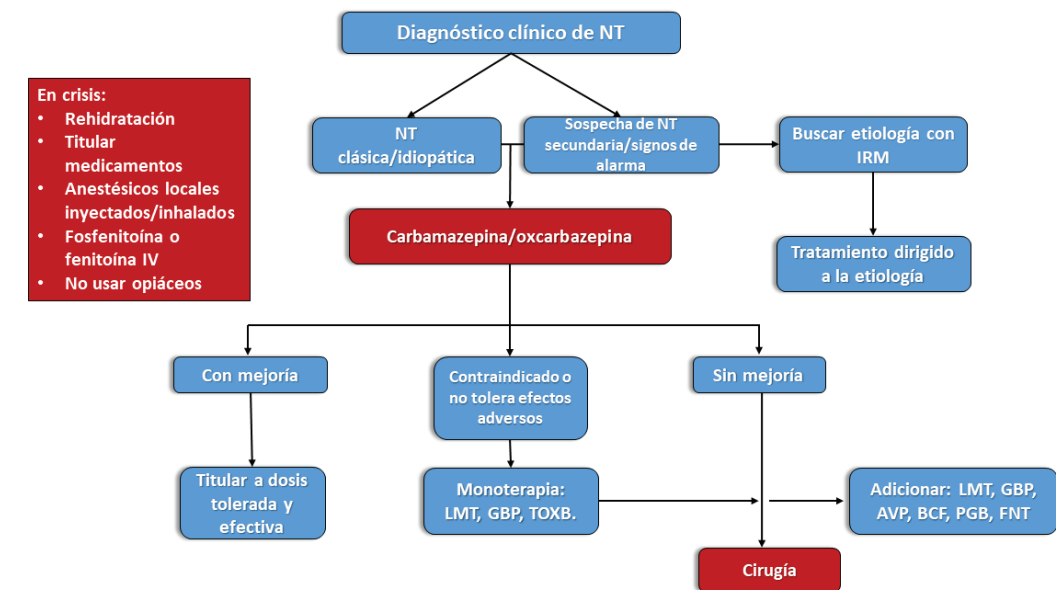 Diagnóstico clínico de NT
En crisis:
• Rehidratación
• Titular
medicamentos
• Anestésicos locales
inyectados/inhalados
• Fosfenitoína o
fenitoína IV
• No usar opiáceos
NT
clásica/idiopática
Sospecha de NT
secundaria/signos de
alarma
Buscar etiología con
IRM
Carbamazepina/oxcarbazepina
Tratamiento dirigido
a la etiología
Con mejoría
Contraindicado o
no tolera efectos
adversos
Sin mejoría
Titular a dosis
tolerada y
efectiva
Monoterapia:
LMT, GBP, TOXB.
Adicionar: LMT, GBP,
AVP, BCF, PGB, FNT
Cirugía